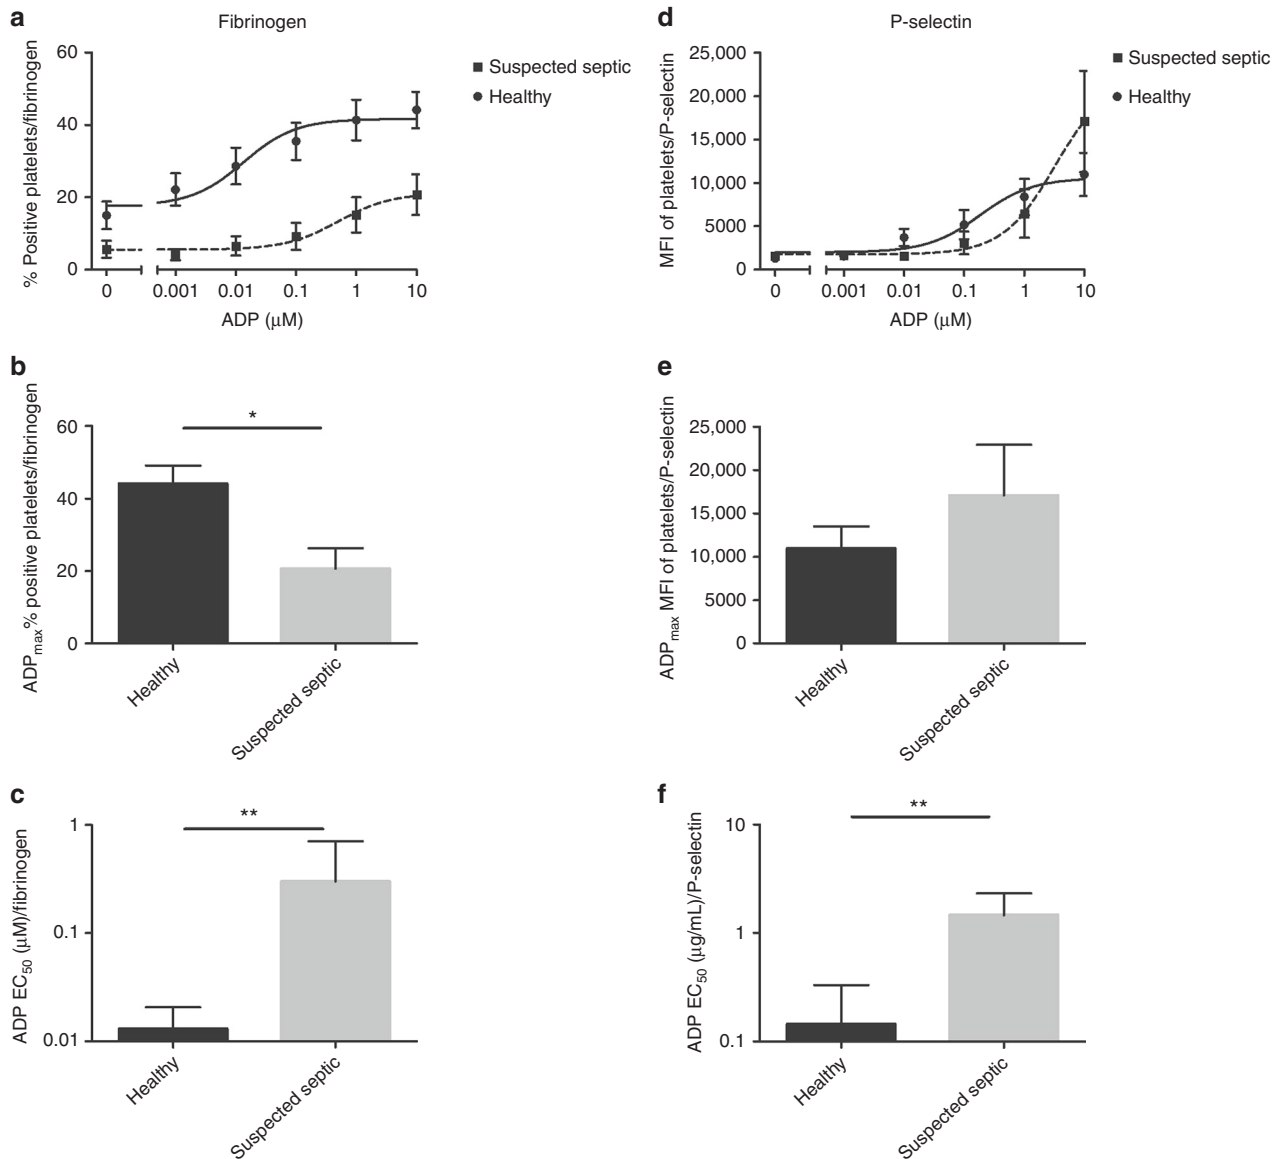 a
Fibrinogen
% Positive platelets/fibrinogen
60
40
20
0
0 0.001 0.01 0.1 1 10
ADP (μM)
Suspected septic
Healthy
d
P-selectin
MFI of platelets/P-selectin
25,000
20,000
15,000
10,000
5000
0
0 0.001 0.01 0.1 1 10
ADP (μM)
Suspected septic
Healthy
b
ADPmax% positive platelets/fibrinogen
60
40
20
0
*
Healthy
Suspected septic
e
ADPmax MFI of platelets/P-selectin
25,000
20,000
15,000
10,000
5000
0
Healthy
Suspected septic
c
ADP EC50 (μM)/fibrinogen
1
0.1
0.01
**
Healthy
Suspected septic
f
ADP EC50 (μg/mL)/P-selectin
10
1
0.1
**
Healthy
Suspected septic